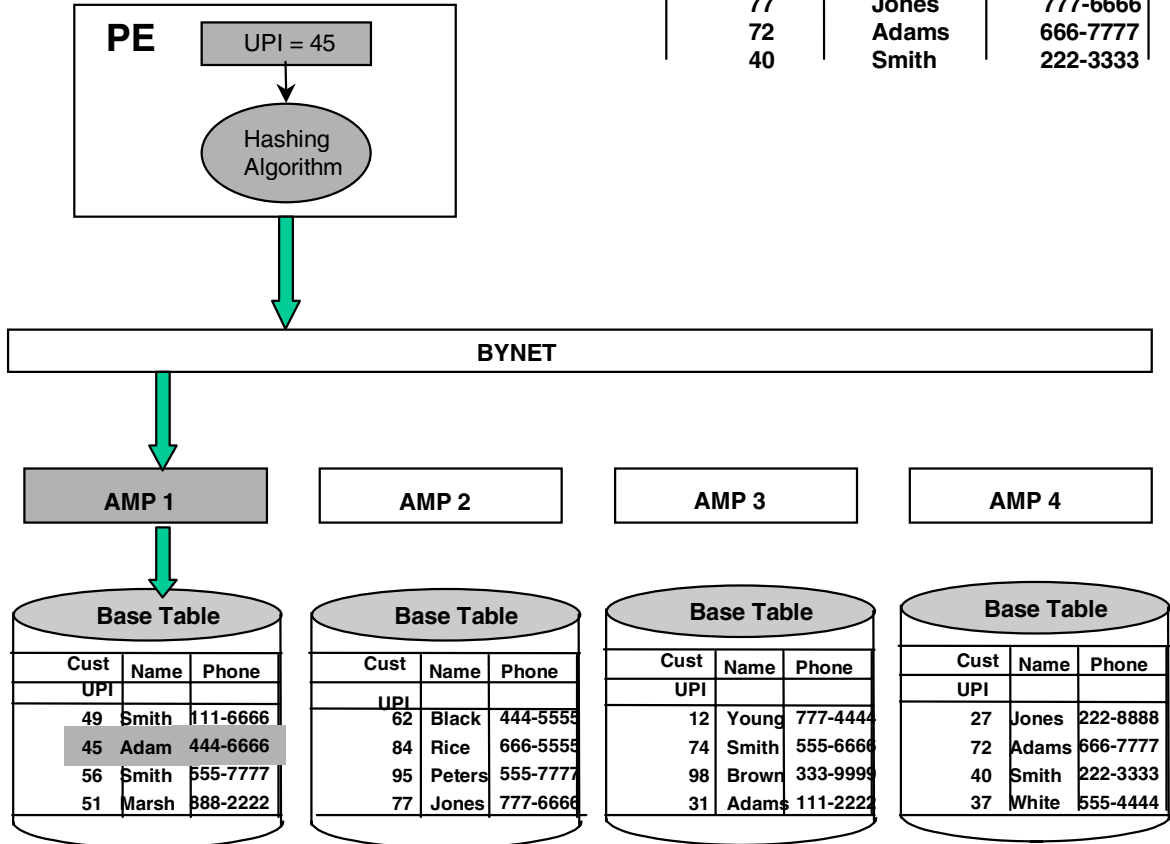 PE
UPI = 45
Hashing
Algorithm
77 Jones 777-6666
72 Adams 666-7777
40 Smith 222-3333
BYNET
AMP 1
AMP 2
AMP 3
AMP 4
Base Table
Cust Name Phone
UPI
49 Smith 111-6666
45 Adam 444-6666
56 Smith 555-7777
51 Marsh 888-2222
Base Table
Cust Name Phone
UPI
62 Black 444-5555
84 Rice 666-5555
95 Peters 555-7777
77 Jones 777-6666
Base Table
Cust Name Phone
UPI
12 Young 777-4444
74 Smith 555-6666
98 Brown 333-9999
31 Adams 111-2222
Base Table
Cust Name Phone
UPI
27 Jones 222-8888
72 Adams 666-7777
40 Smith 222-3333
37 White 555-4444